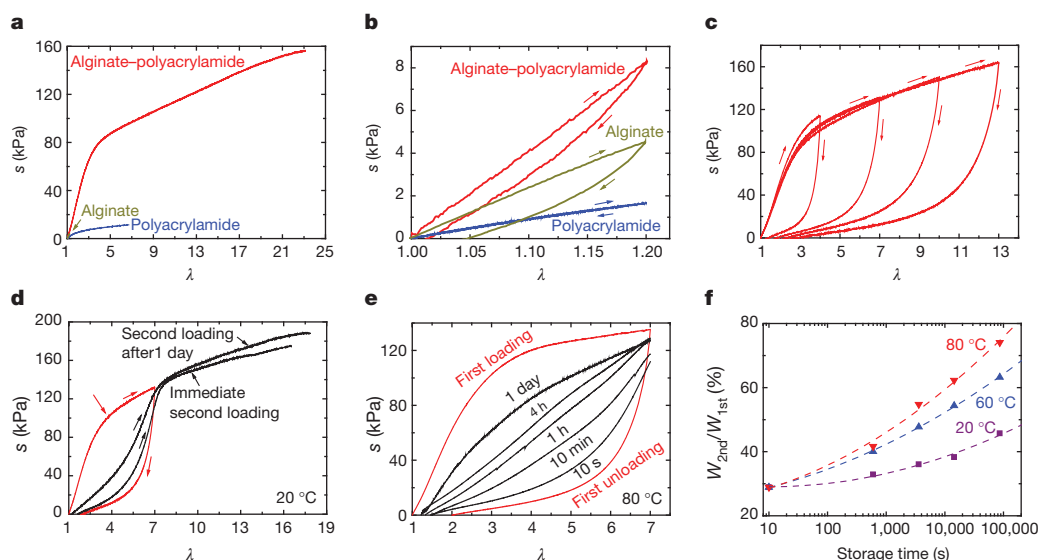 a
160
120
80
40
0
s (kPa)
Alginate–polyacrylamide
Alginate
Polyacrylamide
1 5 9 13 17 21 25
λ
b
8
6
4
2
0
s (kPa)
Alginate–polyacrylamide
Alginate
Polyacrylamide
1.00 1.05 1.10 1.15 1.20
λ
c
160
120
80
40
0
s (kPa)
1 3 5 7 9 11 13
λ
d
200
160
120
80
40
0
s (kPa)
Second loading
after1 day
Immediate
second loading
20 °C
1 4 7 10 13 16 19
λ
e
120
80
40
0
s (kPa)
First loading
1 day
4 h
1 h
10 min
10 s
First unloading
80 °C
1 2 3 4 5 6 7
λ
f
80
60
40
20
W2nd/W1st (%)
80 °C
60 °C
20 °C
10 100 1,000 10,000 100,000
Storage time (s)